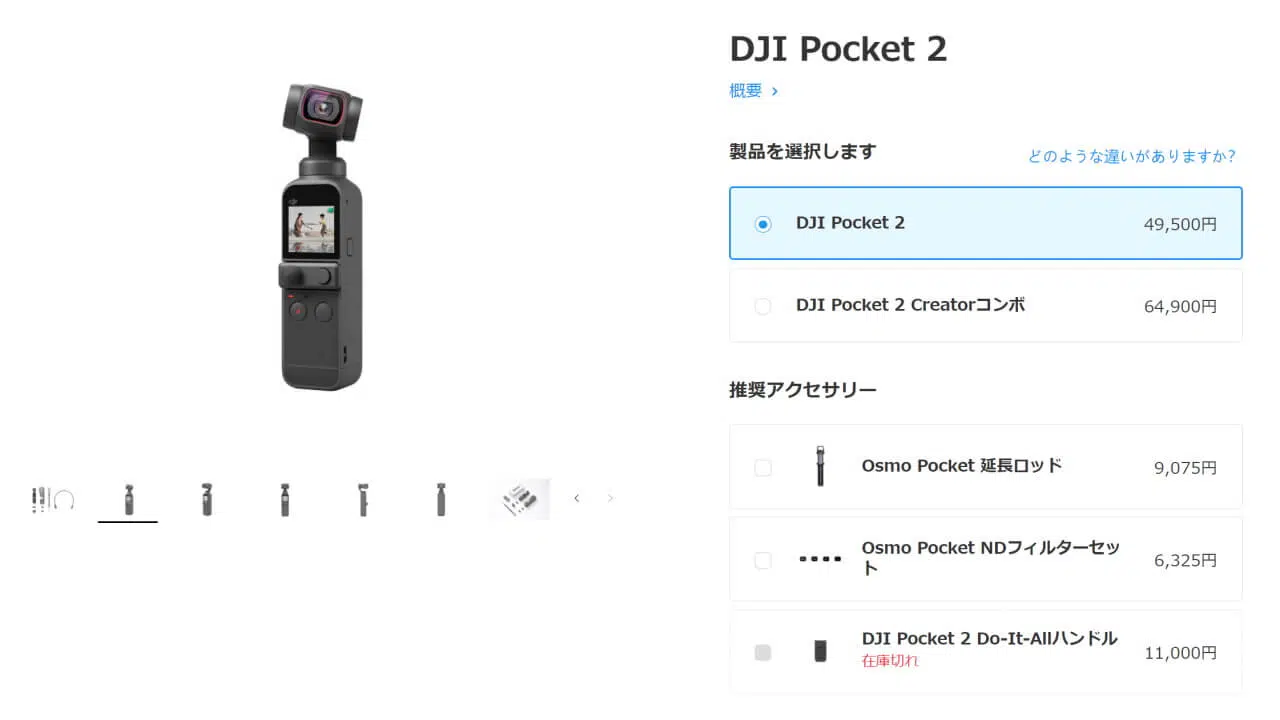 DJI Pocket 2
概要 ›
製品を選択します
どのような違いがありますか?
DJI Pocket 2
49,500円
DJI Pocket 2 Creatorコンボ
64,900円
推奨アクセサリー
Osmo Pocket 延長ロッド
9,075円
Osmo Pocket NDフィルターセッ
ト
6,325円
DJI Pocket 2 Do-It-Allハンドル
在庫切れ
11,000円